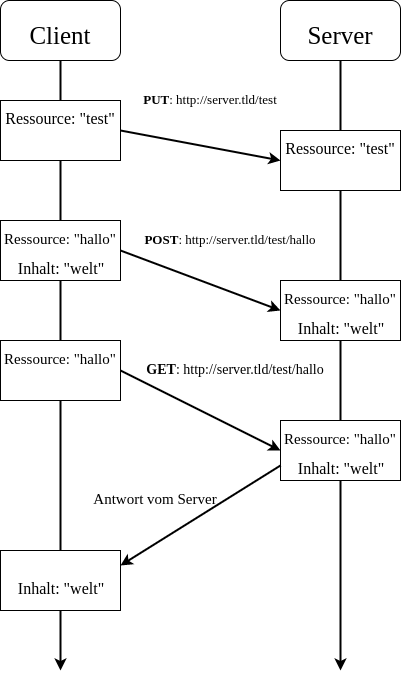 Client
Server
PUT: http://server.tld/test
Ressource: "test"
Ressource: "test"
POST: http://server.tld/test/hallo
Ressource: "hallo"
Inhalt: "welt"
Ressource: "hallo"
Inhalt: "welt"
Ressource: "hallo"
GET: http://server.tld/test/hallo
Ressource: "hallo"
Inhalt: "welt"
Antwort vom Server
Inhalt: "welt"